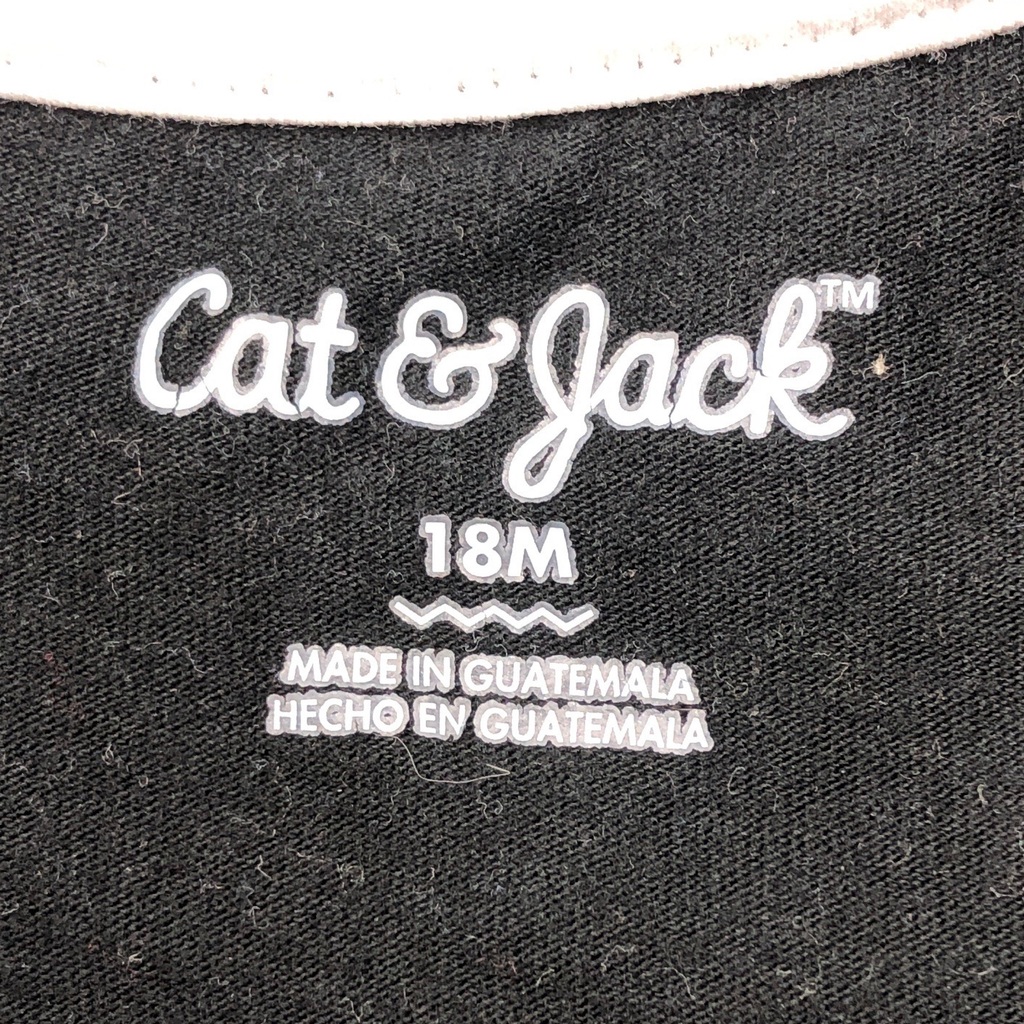 Cat & Jack™
18M
MADE IN GUATEMALA
HECHO EN GUATEMALA